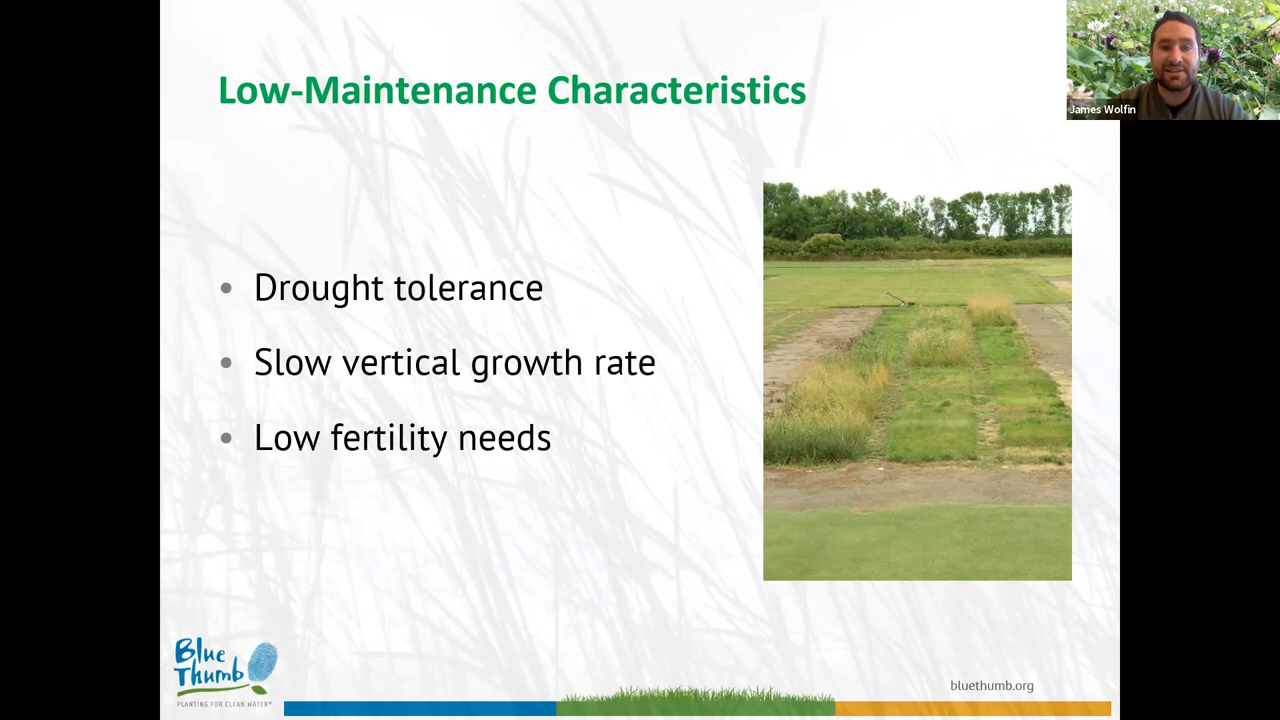 Low-Maintenance Characteristics
James Wolfin
• Drought tolerance
• Slow vertical growth rate
• Low fertility needs
Blue
Thumb
PLANTING FOR CLEAN WATER®
bluethumb.org